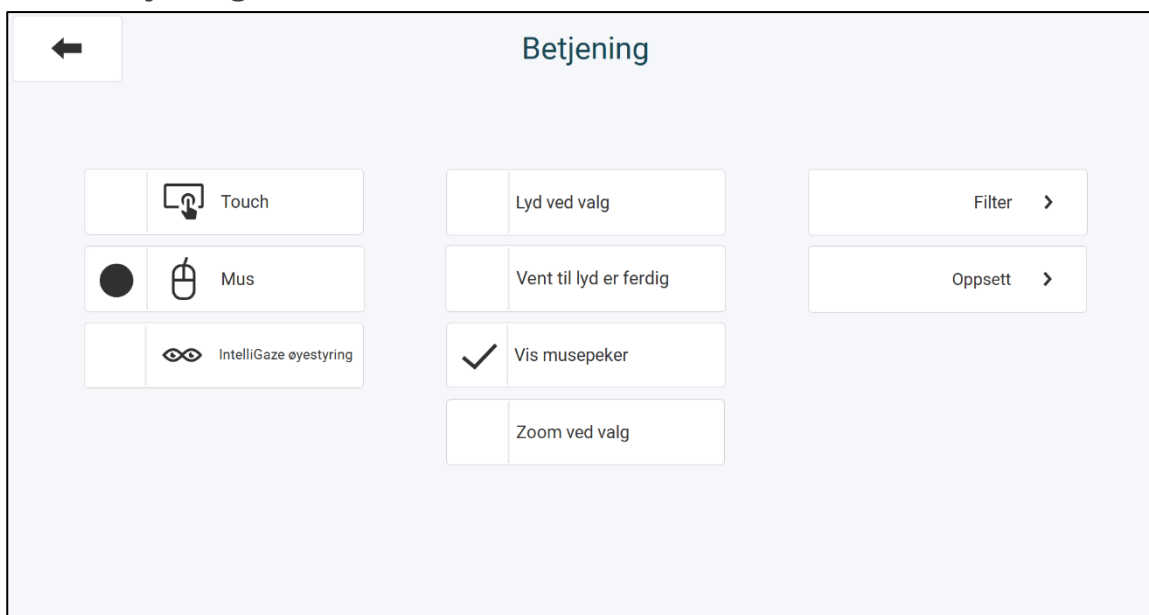 Betjening
Touch
Mus
IntelliGaze øyestyring
Lyd ved valg
Vent til lyd er ferdig
Vis musepeker
Zoom ved valg
Filter
Oppsett